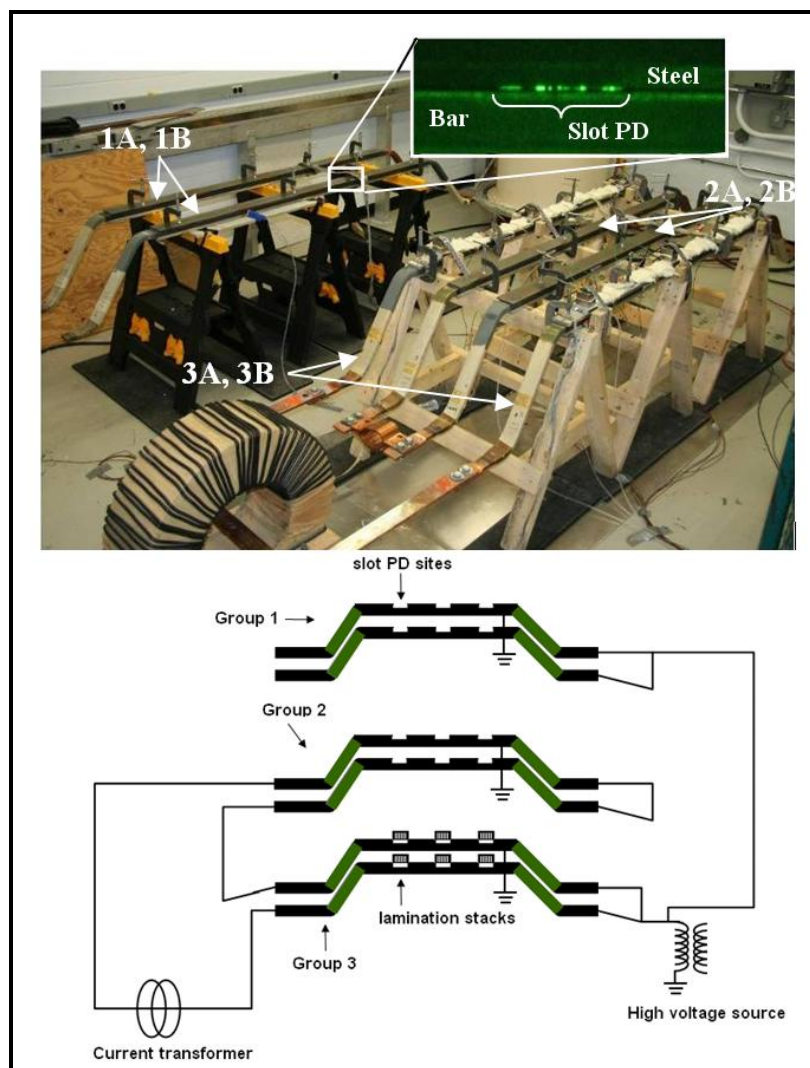 Steel
Bar
Slot PD
1A, 1B
2A, 2B
3A, 3B
slot PD sites
Group 1
Group 2
lamination stacks
Group 3
High voltage source
Current transformer